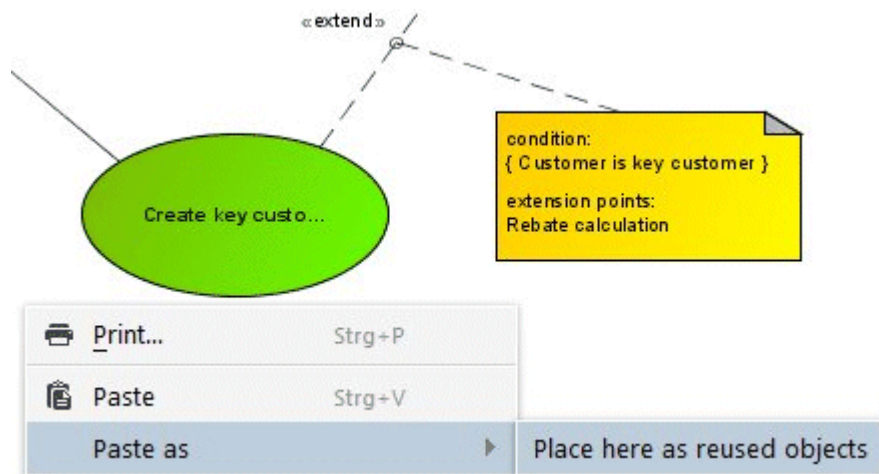 «extend»
condition:
{ Customer is key customer }
extension points:
Rebate calculation
Create key custo...
Print... Strg+P
Paste Strg+V
Paste as Place here as reused objects